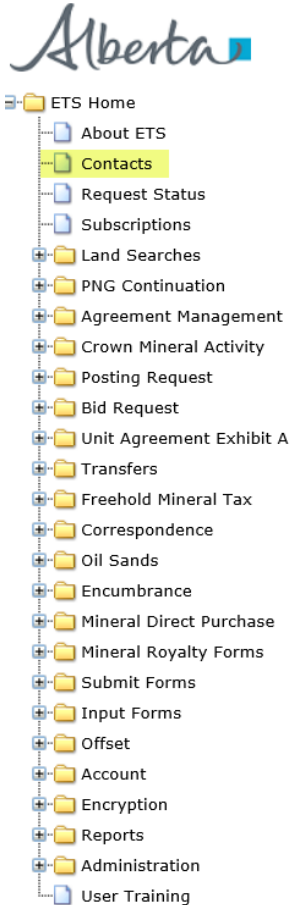 Alberta
ETS Home
About ETS
Contacts
Request Status
Subscriptions
Land Searches
PNG Continuation
Agreement Management
Crown Mineral Activity
Posting Request
Bid Request
Unit Agreement Exhibit A
Transfers
Freehold Mineral Tax
Correspondence
Oil Sands
Encumbrance
Mineral Direct Purchase
Mineral Royalty Forms
Submit Forms
Input Forms
Offset
Account
Encryption
Reports
Administration
User Training